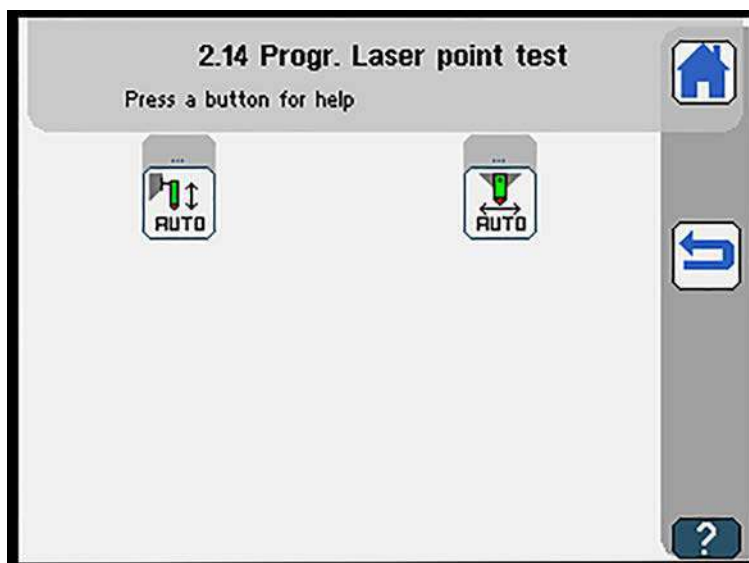 2.14 Progr. Laser point test
Press a button for help
... ...
AUTO AUTO
?